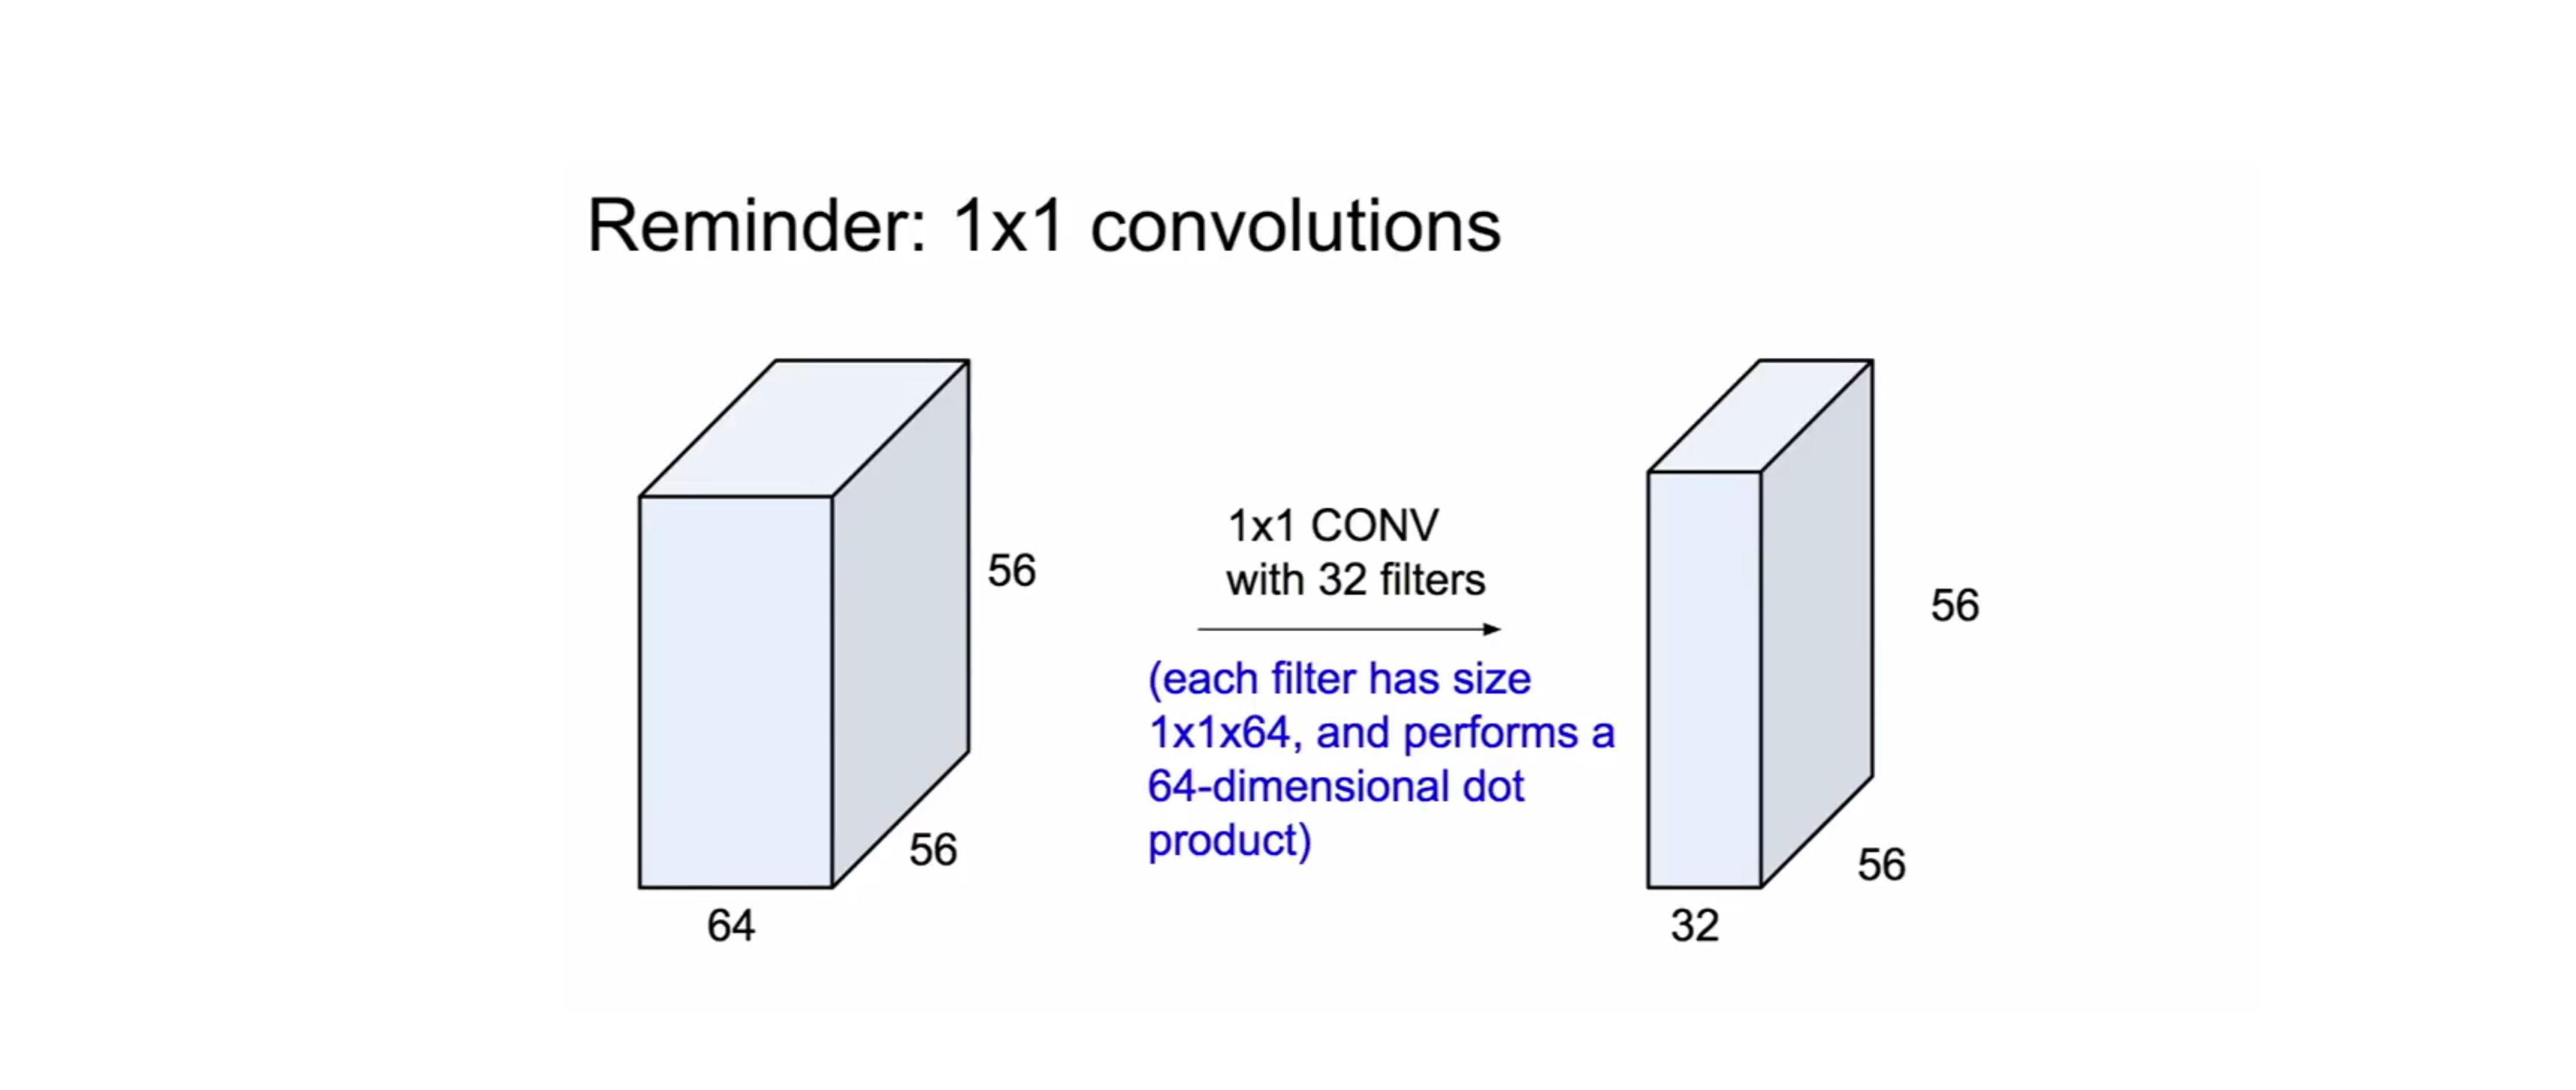 Reminder: 1x1 convolutions
56
56
64
1x1 CONV
with 32 filters
(each filter has size
1x1x64, and performs a
64-dimensional dot
product)
56
56
32